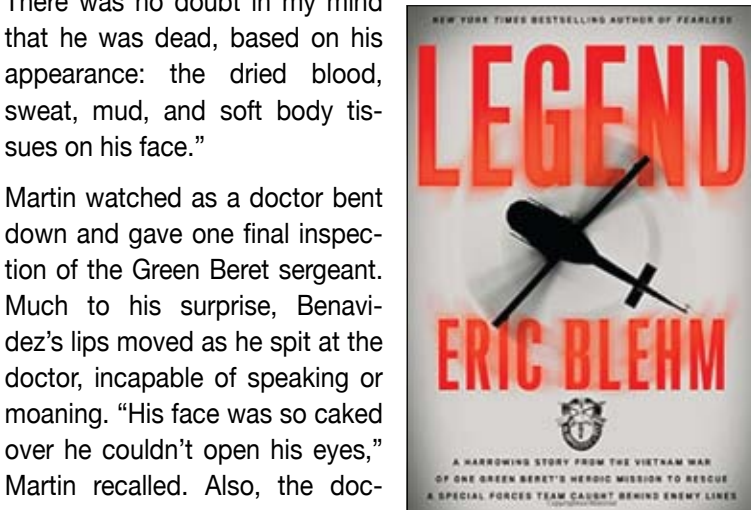 There was no doubt in my mind
that he was dead, based on his
appearance: the dried blood,
sweat, mud, and soft body tis-
sues on his face.”
Martin watched as a doctor bent
down and gave one final inspec-
tion of the Green Beret sergeant.
Much to his surprise, Benavi-
dez’s lips moved as he spit at the
doctor, incapable of speaking or
moaning. “His face was so caked
over he couldn’t open his eyes,”
Martin recalled. Also, the doc-
NEW YORK TIMES BESTSELLING AUTHOR OF FEARLESS
LEGEND
ERIC BLEHM
A HARROWING STORY FROM THE VIETNAM WAR
OF ONE GREEN BERET'S HEROIC MISSION TO RESCUE
A SPECIAL FORCES TEAM CAUGHT BEHIND ENEMY LINES
Copyrighted Material